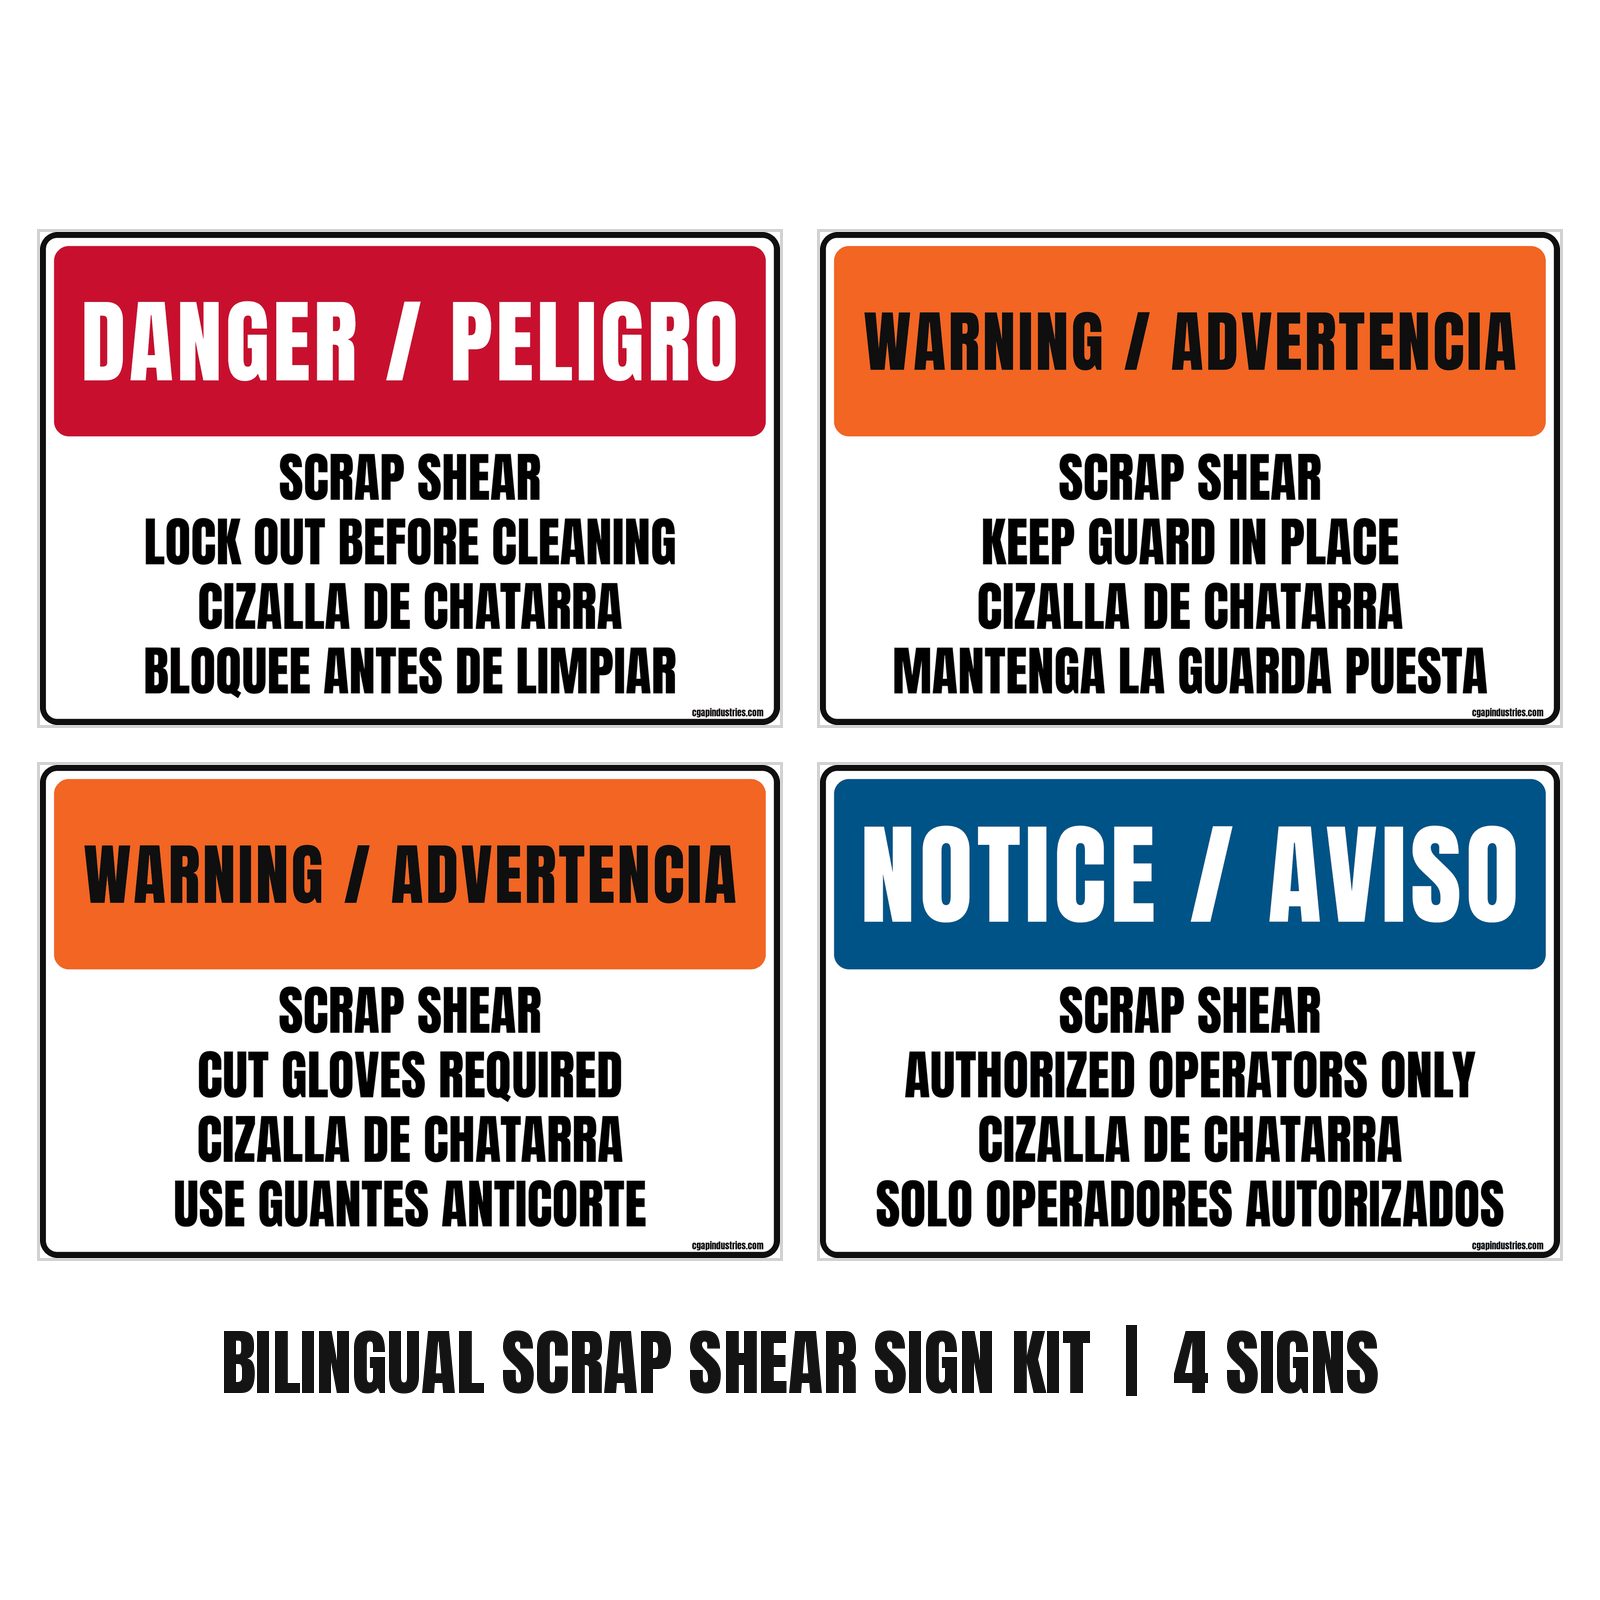 DANGER / PELIGRO
SCRAP SHEAR
LOCK OUT BEFORE CLEANING
CIZALLA DE CHATARRA
BLOQUEE ANTES DE LIMPIAR
cgapindustries.com
WARNING / ADVERTENCIA
SCRAP SHEAR
KEEP GUARD IN PLACE
CIZALLA DE CHATARRA
MANTENGA LA GUARDA PUESTA
cgapindustries.com
WARNING / ADVERTENCIA
SCRAP SHEAR
CUT GLOVES REQUIRED
CIZALLA DE CHATARRA
USE GUANTES ANTICORTE
cgapindustries.com
NOTICE / AVISO
SCRAP SHEAR
AUTHORIZED OPERATORS ONLY
CIZALLA DE CHATARRA
SOLO OPERADORES AUTORIZADOS
cgapindustries.com
BILINGUAL SCRAP SHEAR SIGN KIT | 4 SIGNS